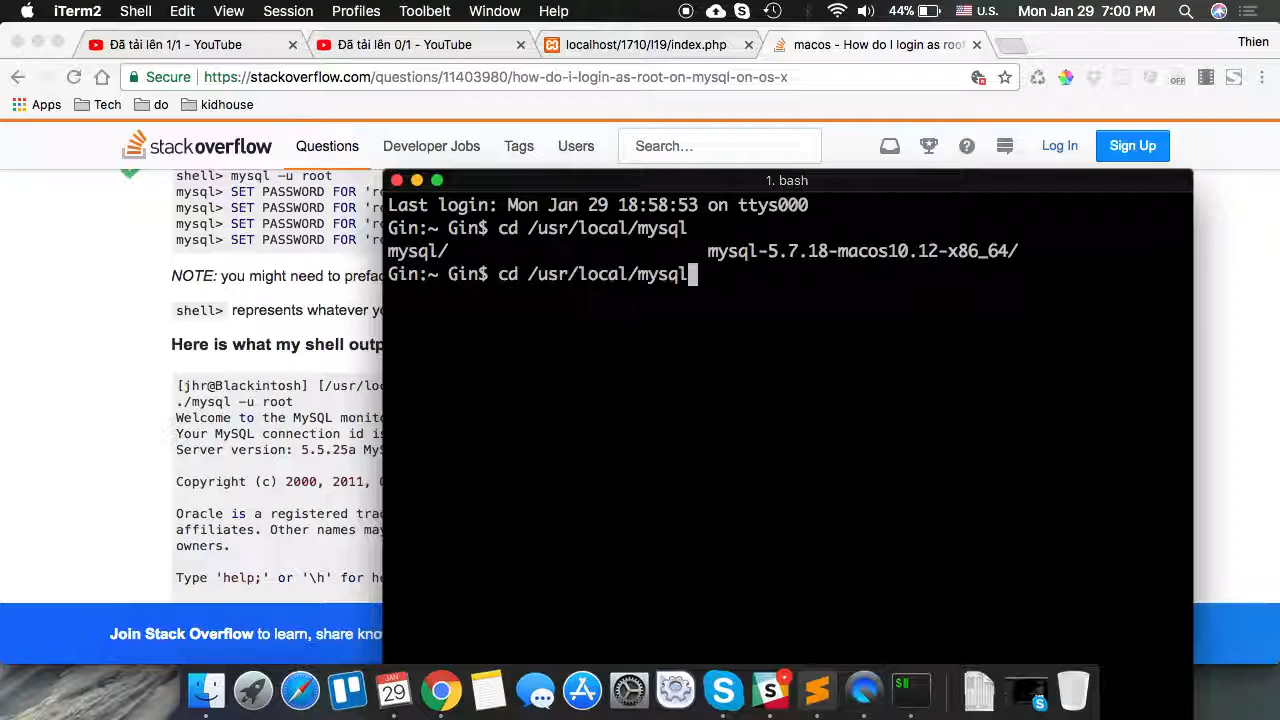 iTerm2 Shell Edit View Session Profiles Toolbelt Window Help 44% U.S. Mon Jan 29 7:00 PM
Đã tải lên 1/1 - YouTube Đã tải lên 0/1 - YouTube localhost/1710/l19/index.php macos - How do I login as root Thien
Secure https://stackoverflow.com/questions/11403980/how-do-i-login-as-root-on-mysql-on-os-x OFF
Apps Tech do kidhouse
stackoverflow Questions Developer Jobs Tags Users Search... Log In Sign Up
shell> mysql -u root
mysql> SET PASSWORD FOR 'r
mysql> SET PASSWORD FOR 'r
mysql> SET PASSWORD FOR 'r
mysql> SET PASSWORD FOR 'r
NOTE: you might need to prefac
shell> represents whatever yo
Here is what my shell outp
[jhr@Blackintosh] [/usr/lo
./mysql -u root
Welcome to the MySQL monit
Your MySQL connection id is
Server version: 5.5.25a My
Copyright (c) 2000, 2011,
Oracle is a registered tra
affiliates. Other names may
owners.
Type 'help;' or '\h' for he
Join Stack Overflow to learn, share kno
1. bash
Last login: Mon Jan 29 18:58:53 on ttys000
Gin:~ Gin$ cd /usr/local/mysql
mysql/ mysql-5.7.18-macos10.12-x86_64/
Gin:~ Gin$ cd /usr/local/mysql
JAN
29